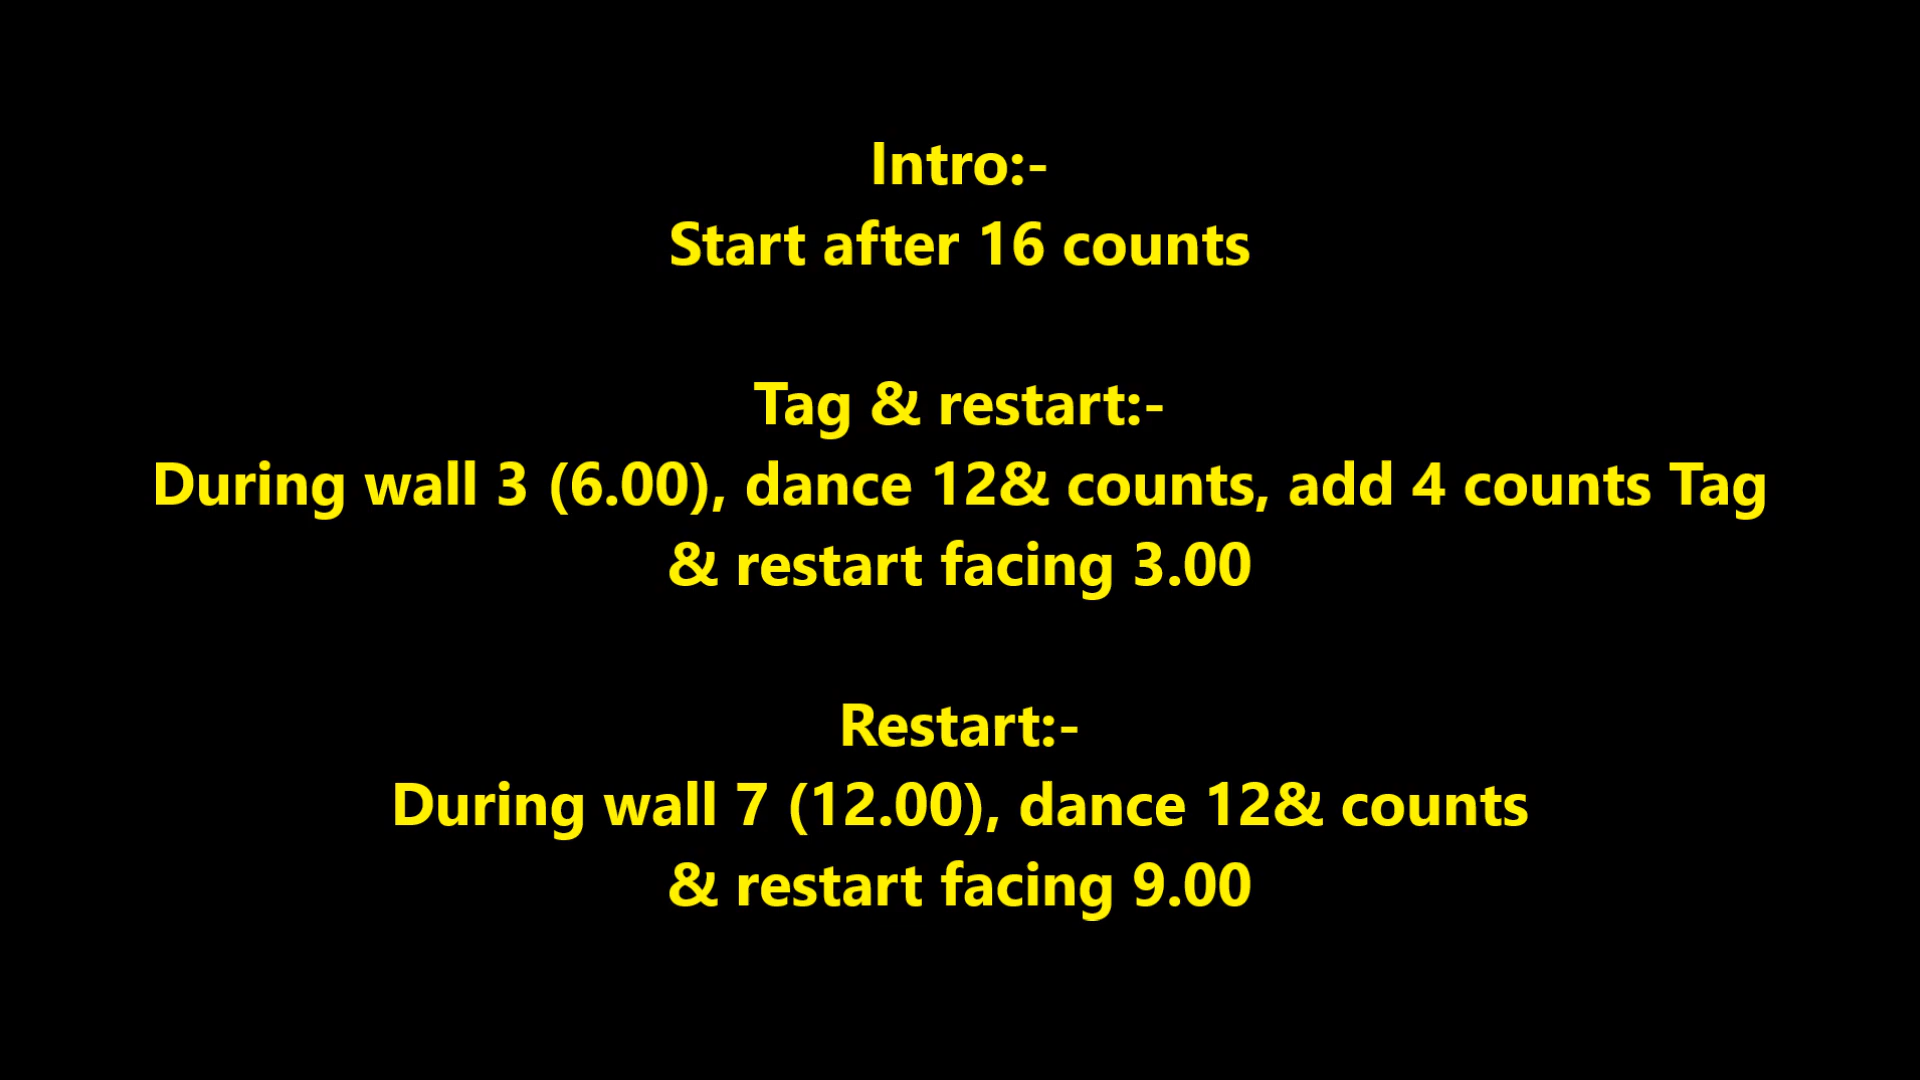 Intro:-
Start after 16 counts
Tag & restart:-
During wall 3 (6.00), dance 12& counts, add 4 counts Tag
& restart facing 3.00
Restart:-
During wall 7 (12.00), dance 12& counts
& restart facing 9.00